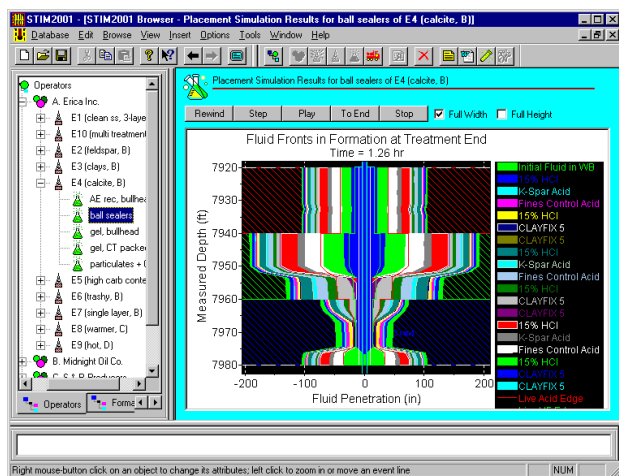 STIM2001 - [STIM2001 Browser - Placement Simulation Results for ball sealers of E4 (calcite, B)]
Database Edit Browse View Insert Options Tools Window Help
Operators
A. Erica Inc.
E1 (clean ss, 3-laye
E10 (multi treatment
E2 (feldspar, B)
E3 (clays, B)
E4 (calcite, B)
AE rec, bullhea
ball sealers
gel, bullhead
gel, CT packe
particulates + 
E5 (high carb conte
E6 (trashy, B)
E7 (single layer, B)
E8 (warmer, C)
E9 (hot, D)
B. Midnight Oil Co.
C. S & P Producers
Operators
Forma
Placement Simulation Results for ball sealers of E4 (calcite, B)
Rewind Step Play To End Stop Full Width Full Height
Fluid Fronts in Formation at Treatment End
Time = 1.26 hr
Measured Depth (ft)
7920
7930
7940
7950
7960
7970
7980
-200 -100 0 100 200
Fluid Penetration (in)
Initial Fluid in WB
15% HCl
K-Spar Acid
Fines Control Acid
15% HCl
CLAYFIX 5
CLAYFIX 5
15% HCl
K-Spar Acid
Fines Control Acid
15% HCl
CLAYFIX 5
CLAYFIX 5
15% HCl
K-Spar Acid
Fines Control Acid
15% HCl
CLAYFIX 5
CLAYFIX 5
Live Acid Edge
Right mouse-button click on an object to change its attributes; left click to zoom in or move an event line
NUM